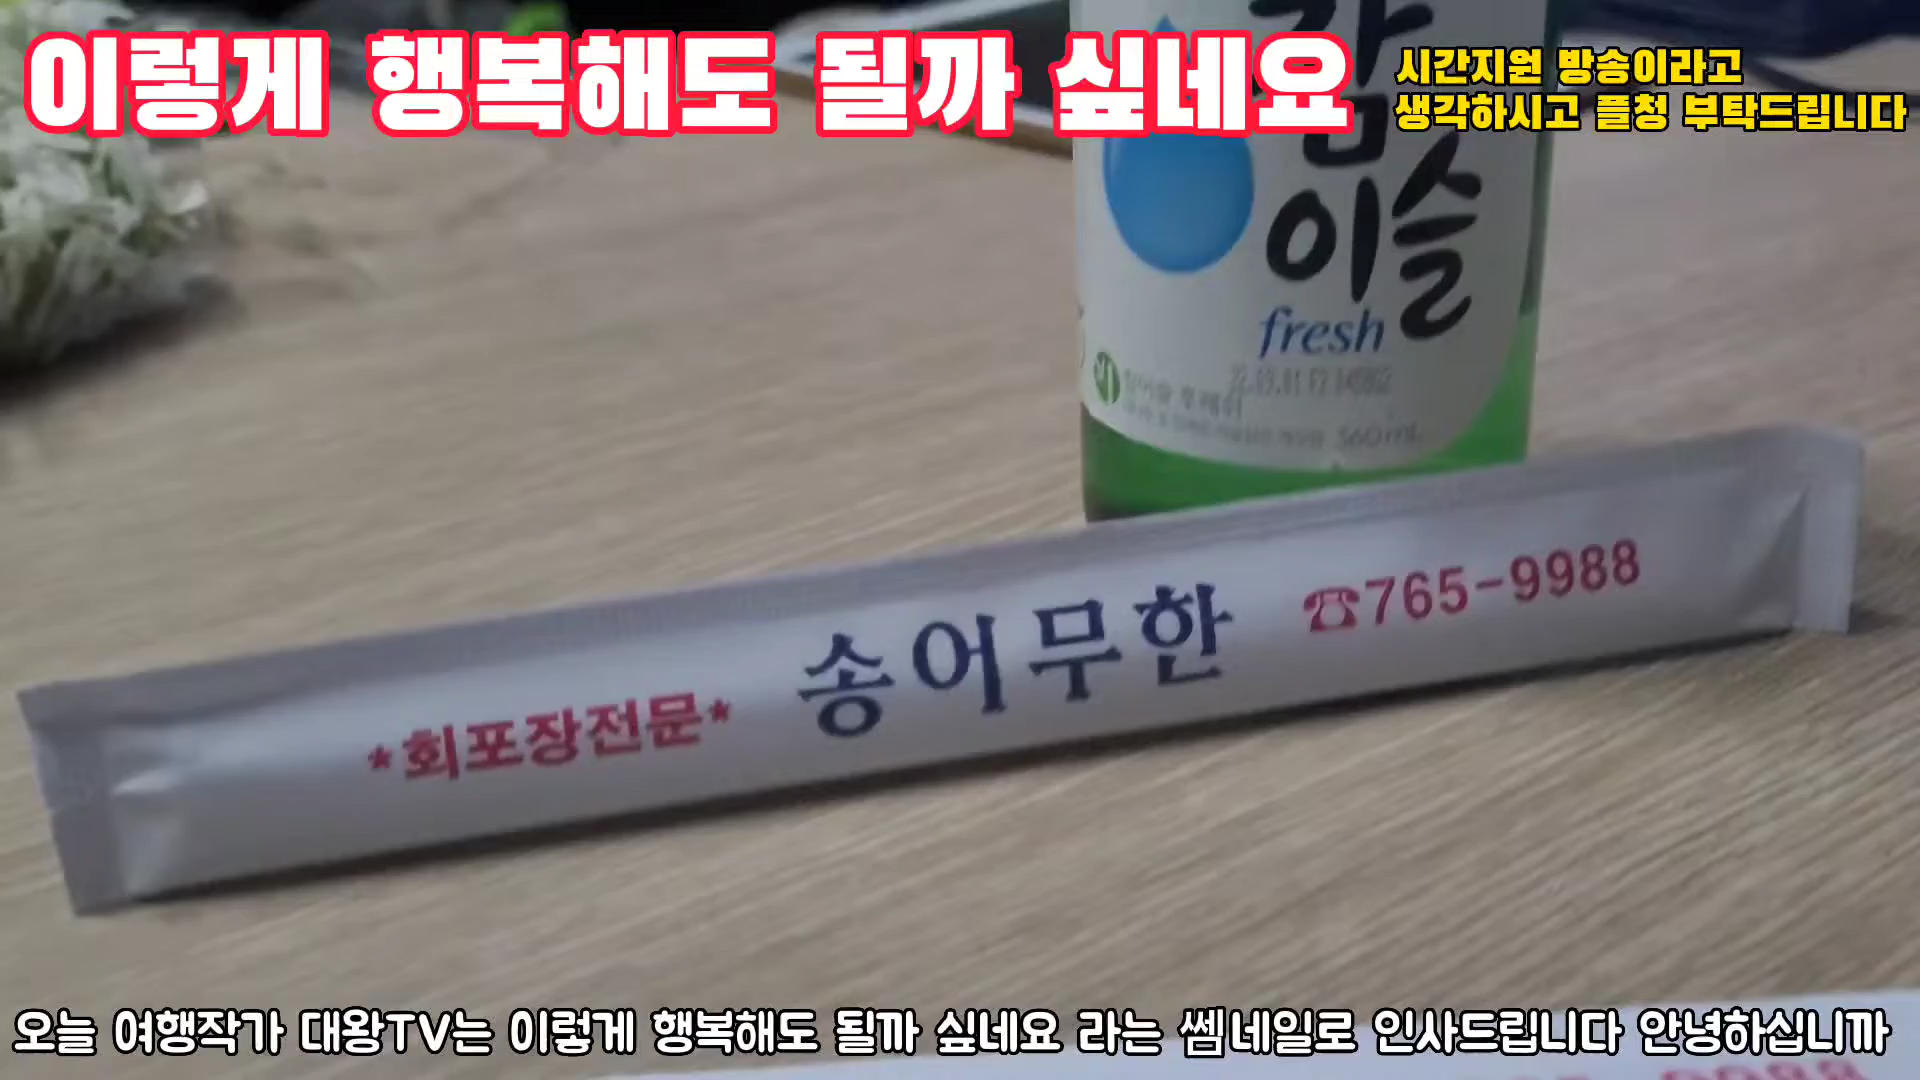 이렇게 행복해도 될까 싶네요
시간지원 방송이라고
생각하시고 플청 부탁드립니다
참
이슬
fresh
360mL
*회포장전문* 송어무한 ☎765-9988
오늘 여행작가 대왕TV는 이렇게 행복해도 될까 싶네요 라는 쎔네일로 인사드립니다 안녕하십니까